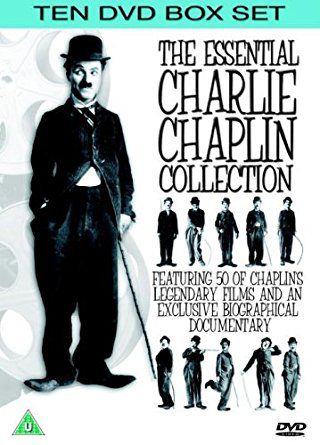 TEN DVD BOX SET
THE ESSENTIAL
CHARLIE
CHAPLIN
COLLECTION
FEATURING 50 OF CHAPLIN'S
LEGENDARY FILMS AND AN
EXCLUSIVE BIOGRAPHICAL
DOCUMENTARY
U
DVD